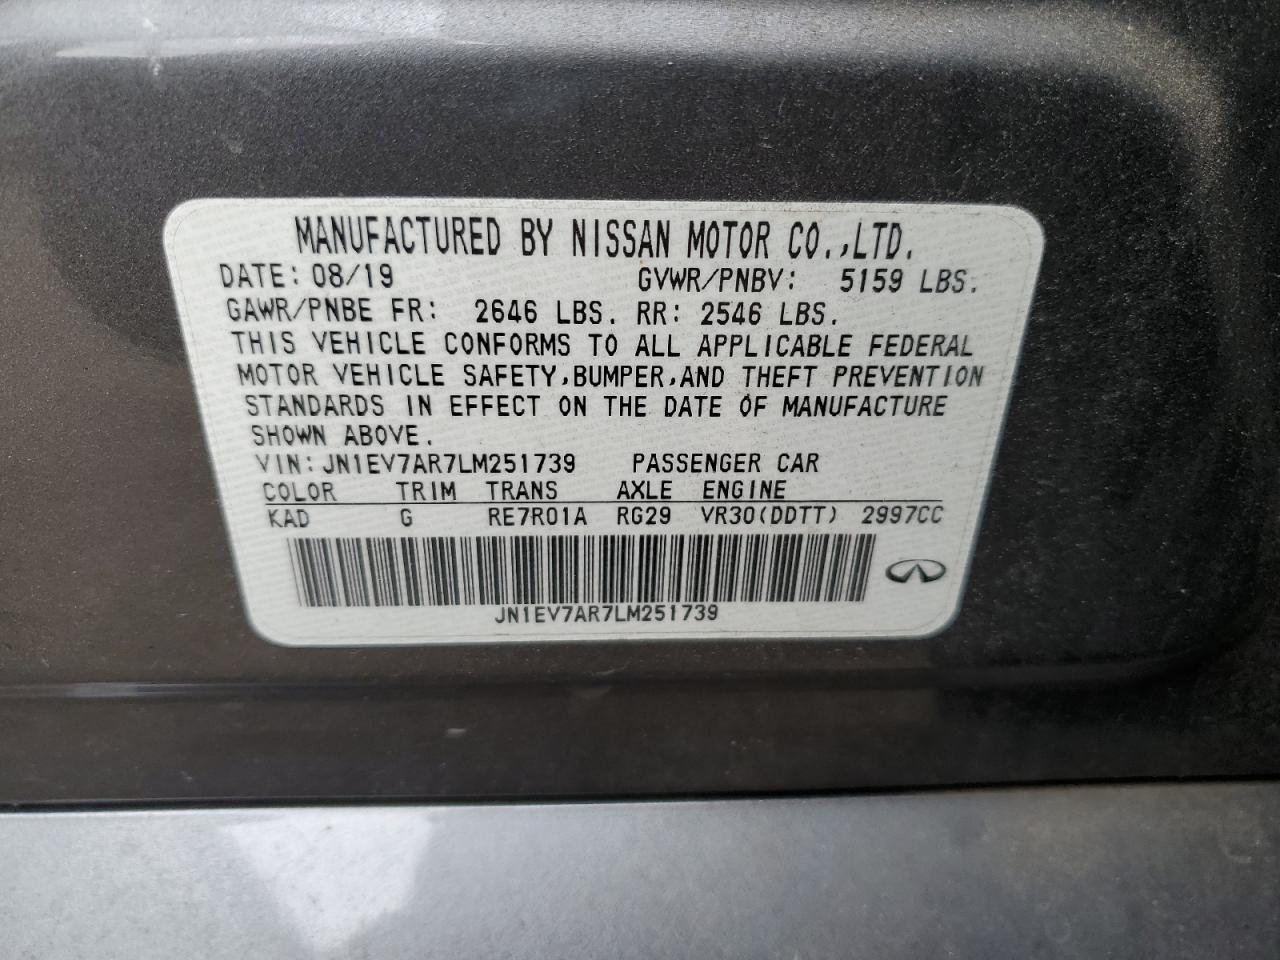 MANUFACTURED BY NISSAN MOTOR CO.,LTD.
DATE: 08/19 GVWR/PNBV: 5159 LBS.
GAWR/PNBE FR: 2646 LBS. RR: 2546 LBS.
THIS VEHICLE CONFORMS TO ALL APPLICABLE FEDERAL
MOTOR VEHICLE SAFETY,BUMPER,AND THEFT PREVENTION
STANDARDS IN EFFECT ON THE DATE OF MANUFACTURE
SHOWN ABOVE.
VIN: JN1EV7AR7LM251739 PASSENGER CAR
COLOR TRIM TRANS AXLE ENGINE
KAD G RE7R01A RG29 VR30(DDTT) 2997CC
JN1EV7AR7LM251739